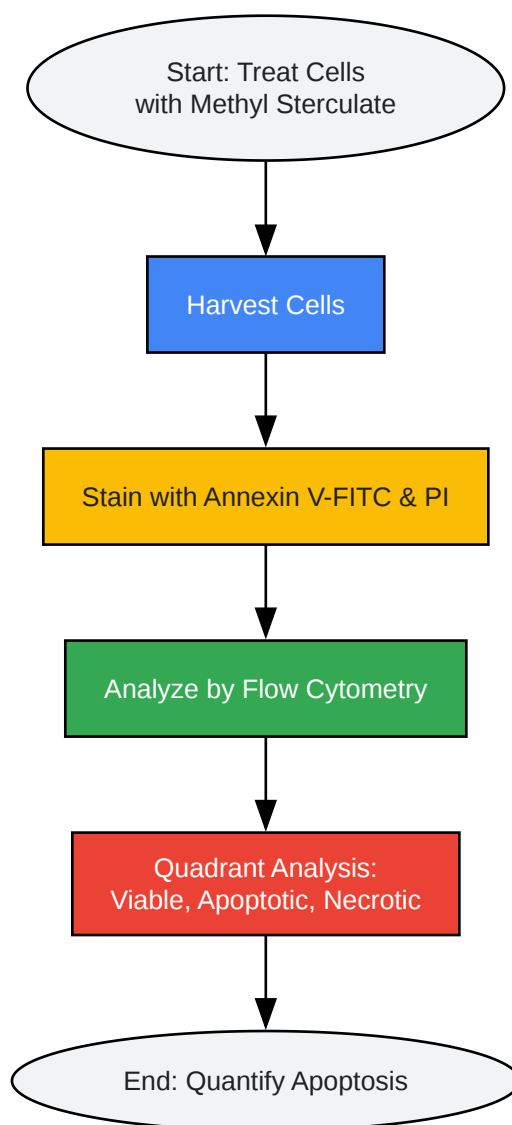 Start: Treat Cells
with Methyl Sterculate
Harvest Cells
Stain with Annexin V-FITC & PI
Analyze by Flow Cytometry
Quadrant Analysis:
Viable, Apoptotic, Necrotic
End: Quantify Apoptosis